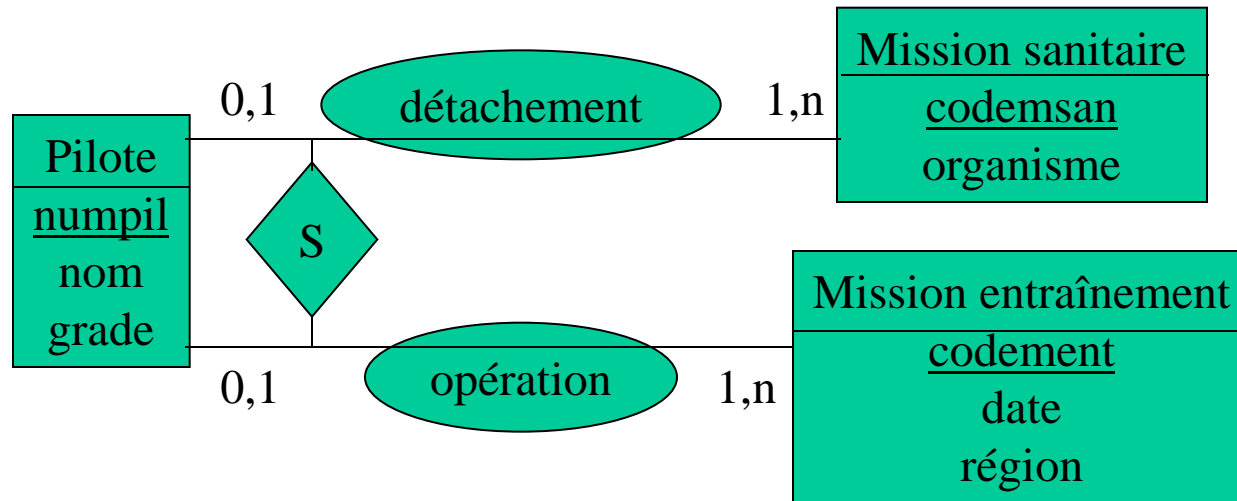 Pilote
numpil
nom
grade
0,1
détachement
1,n
Mission sanitaire
codemsan
organisme
S
0,1
opération
1,n
Mission entraînement
codement
date
région